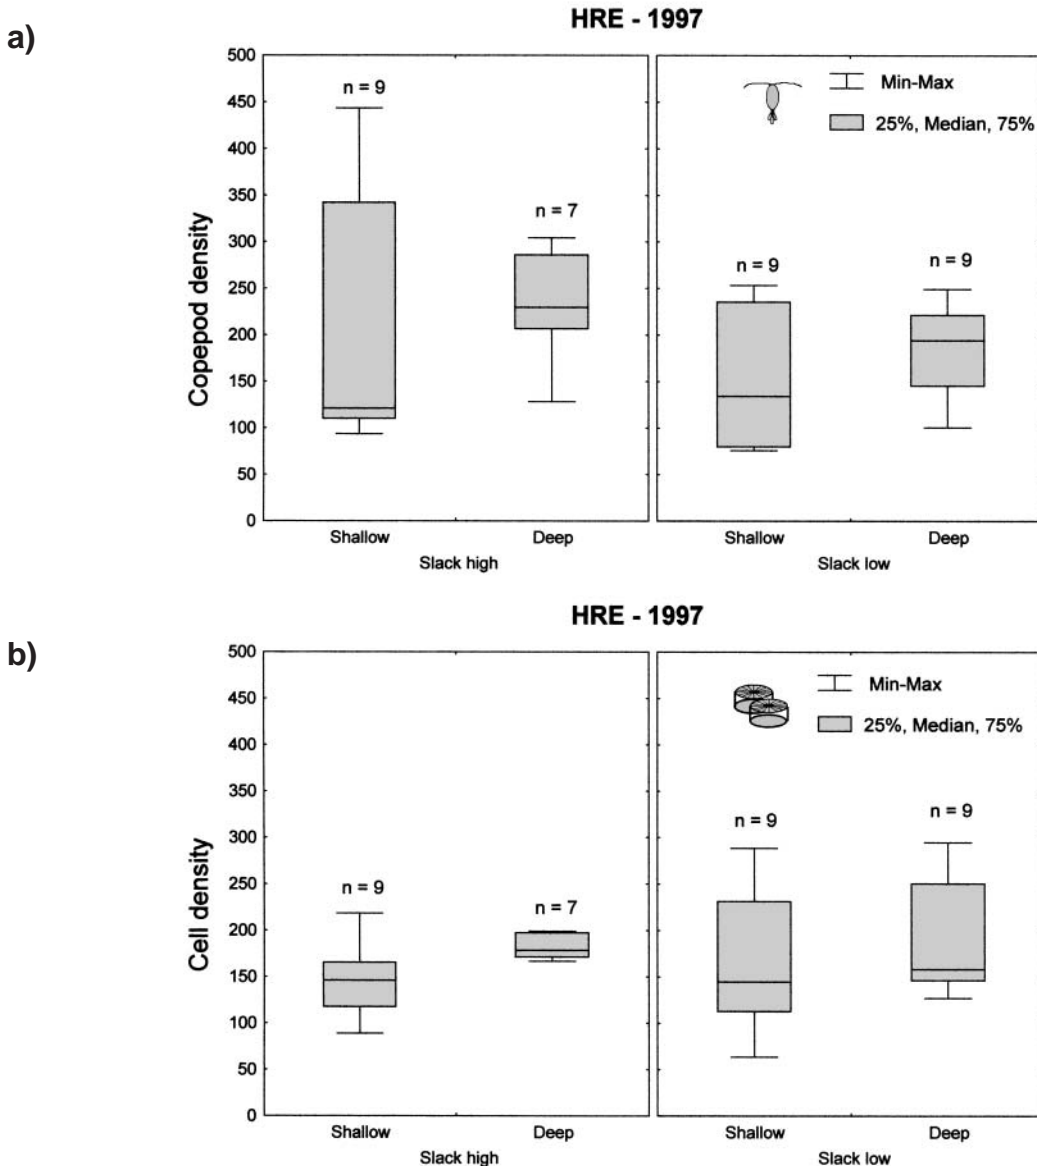 a)
HRE - 1997
Copepod density
500
450
400
350
300
250
200
150
100
50
0
n = 9
n = 7
n = 9
n = 9
Min-Max
25%, Median, 75%
Shallow
Deep
Shallow
Deep
Slack high
Slack low
b)
HRE - 1997
Cell density
500
450
400
350
300
250
200
150
100
50
0
n = 9
n = 7
n = 9
n = 9
Min-Max
25%, Median, 75%
Shallow
Deep
Shallow
Deep
Slack high
Slack low